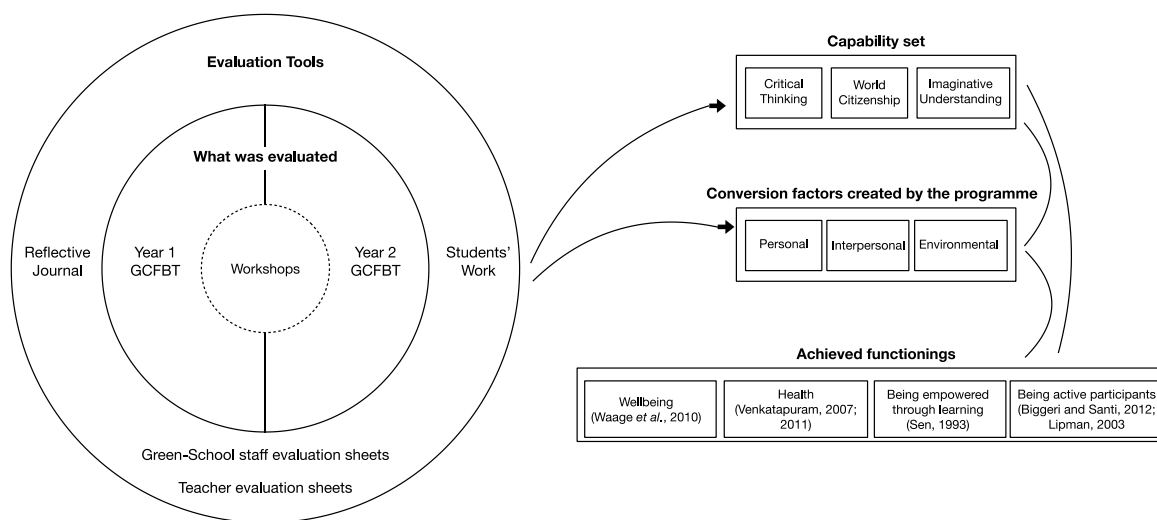 Evaluation Tools
What was evaluated
Reflective
Journal
Year 1
GCFBT
Workshops
Year 2
GCFBT
Students’
Work
Green-School staff evaluation sheets
Teacher evaluation sheets
Capability set
Critical
Thinking
World
Citizenship
Imaginative
Understanding
Conversion factors created by the programme
Personal
Interpersonal
Environmental
Achieved functionings
Wellbeing
(Waage et al., 2010)
Health
(Venkatapuram, 2007;
2011)
Being empowered
through learning
(Sen, 1993)
Being active participants
(Biggeri and Santi, 2012;
Lipman, 2003